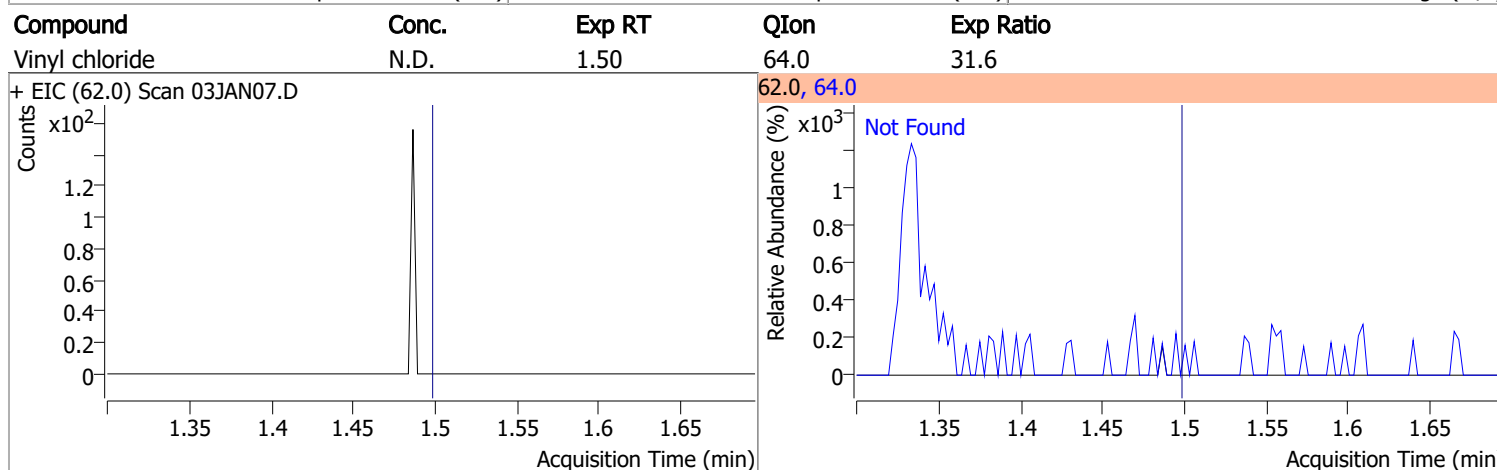 Compound Conc. Exp RT QIon Exp Ratio
Vinyl chloride N.D. 1.50 64.0 31.6
+ EIC (62.0) Scan 03JAN07.D
Counts
x10²
1.2
1
0.8
0.6
0.4
0.2
0
1.35 1.4 1.45 1.5 1.55 1.6 1.65
Acquisition Time (min)
62.0, 64.0
Relative Abundance (%)
x10³
Not Found
1
0.8
0.6
0.4
0.2
0
1.35 1.4 1.45 1.5 1.55 1.6 1.65
Acquisition Time (min